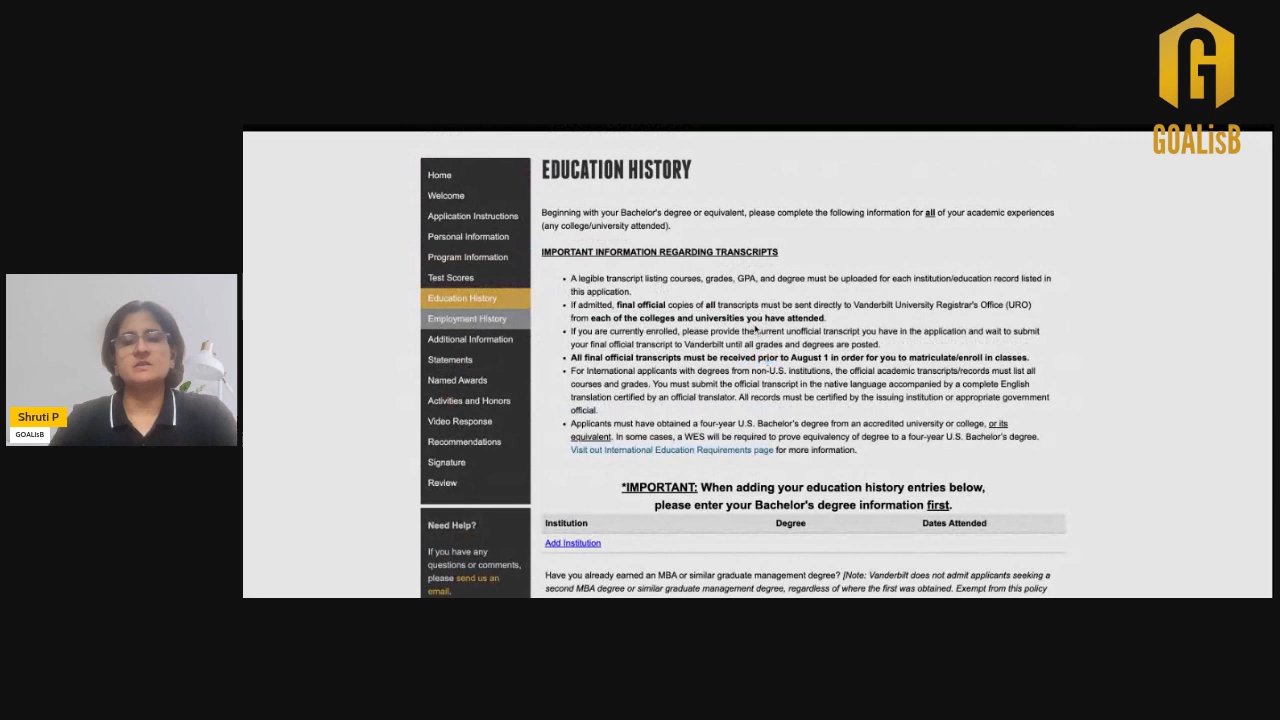 GOALisB
EDUCATION HISTORY
Home
Welcome
Application Instructions
Personal Information
Program Information
Test Scores
Education History
Employment History
Additional Information
Statements
Named Awards
Activities and Honors
Video Response
Recommendations
Signature
Review
Need Help?
If you have any
questions or comments,
please send us an
email.
Beginning with your Bachelor's degree or equivalent, please complete the following information for all of your academic experiences
(any college/university attended).
IMPORTANT INFORMATION REGARDING TRANSCRIPTS
• A legible transcript listing courses, grades, GPA, and degree must be uploaded for each institution/education record listed in
this application.
• If admitted, final official copies of all transcripts must be sent directly to Vanderbilt University Registrar's Office (URO)
from each of the colleges and universities you have attended.
• If you are currently enrolled, please provide the current unofficial transcript you have in the application and wait to submit
your final official transcript to Vanderbilt until all grades and degrees are posted.
• All final official transcripts must be received prior to August 1 in order for you to matriculate/enroll in classes.
• For International applicants with degrees from non-U.S. institutions, the official academic transcripts/records must list all
courses and grades. You must submit the official transcript in the native language accompanied by a complete English
translation certified by an official translator. All records must be certified by the issuing institution or appropriate government
official.
• Applicants must have obtained a four-year U.S. Bachelor's degree from an accredited university or college, or its
equivalent. In some cases, a WES will be required to prove equivalency of degree to a four-year U.S. Bachelor's degree.
Visit out International Education Requirements page for more information.
*IMPORTANT: When adding your education history entries below,
please enter your Bachelor's degree information first.
Institution Degree Dates Attended
Add Institution
Have you already earned an MBA or similar graduate management degree? [Note: Vanderbilt does not admit applicants seeking a
second MBA degree or similar graduate management degree, regardless of where the first was obtained. Exempt from this policy
Shruti P
GOALisB